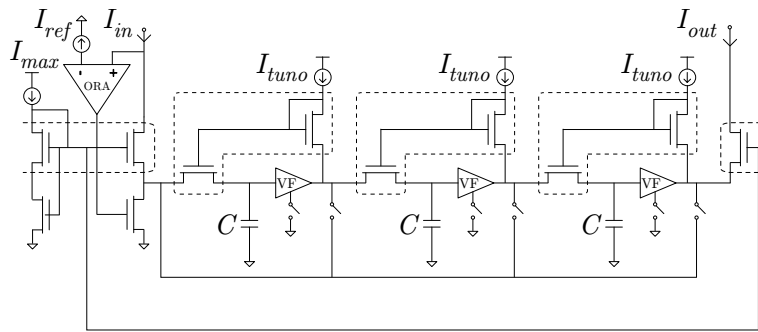 I_ref I_in I_out
I_max I_tuno I_tuno I_tuno
- +
ORA
VF VF VF
C C C